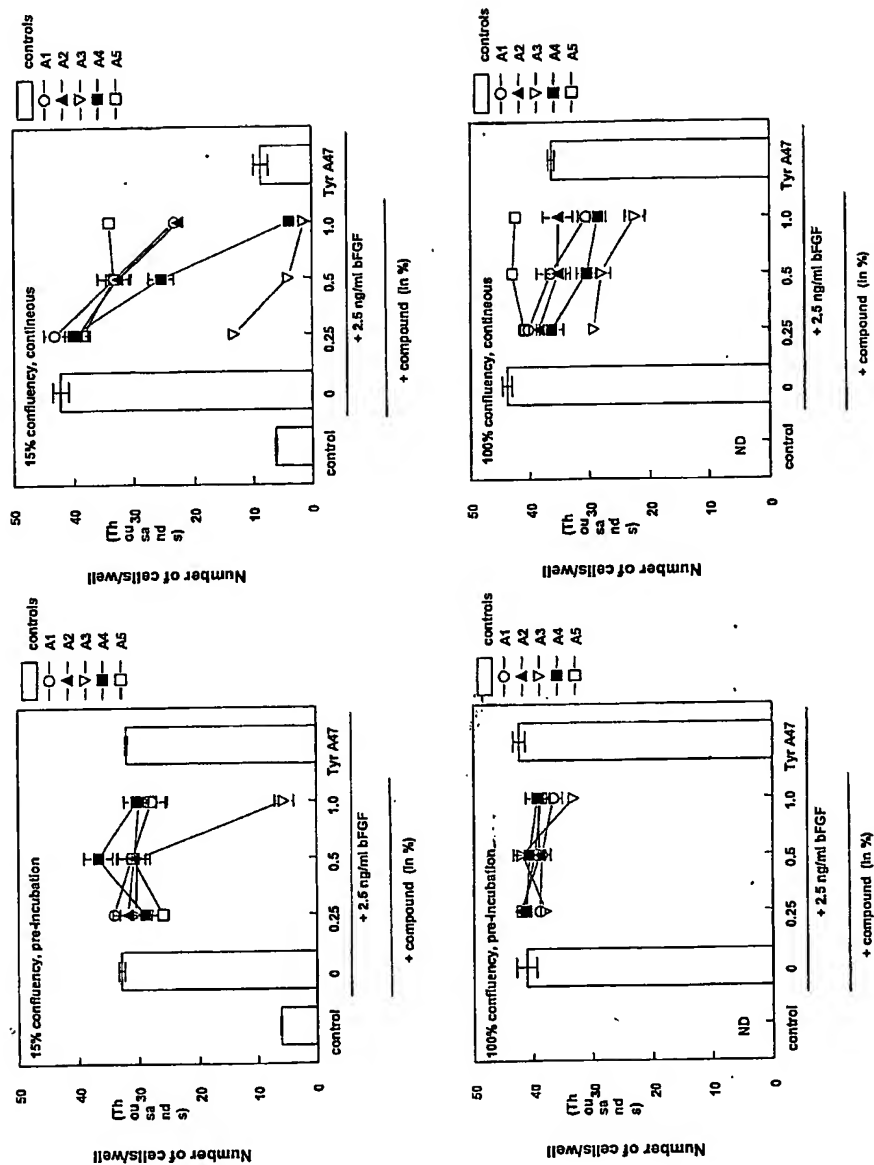 15% confluency, pre-incubation
Number of cells/well
(Th
ou
sa
nd
s)
50
40
30
20
10
0
control
0
0.25
0.5
1.0
Tyr A47
+ 2.5 ng/ml bFGF
+ compound (in %)
controls
A1
A2
A3
A4
A5
15% confluency, contineous
Number of cells/well
(Th
ou
sa
nd
s)
50
40
30
20
10
0
control
0
0.25
0.5
1.0
Tyr A47
+ 2.5 ng/ml bFGF
+ compound (in %)
controls
A1
A2
A3
A4
A5
100% confluency, pre-incubation
Number of cells/well
(Th
ou
sa
nd
s)
50
40
30
20
10
0
ND
control
0
0.25
0.5
1.0
Tyr A47
+ 2.5 ng/ml bFGF
+ compound (in %)
controls
A1
A2
A3
A4
A5
100% confluency, contineous
Number of cells/well
(Th
ou
sa
nd
s)
50
40
30
20
10
0
ND
control
0
0.25
0.5
1.0
Tyr A47
+ 2.5 ng/ml bFGF
+ compound (in %)
controls
A1
A2
A3
A4
A5